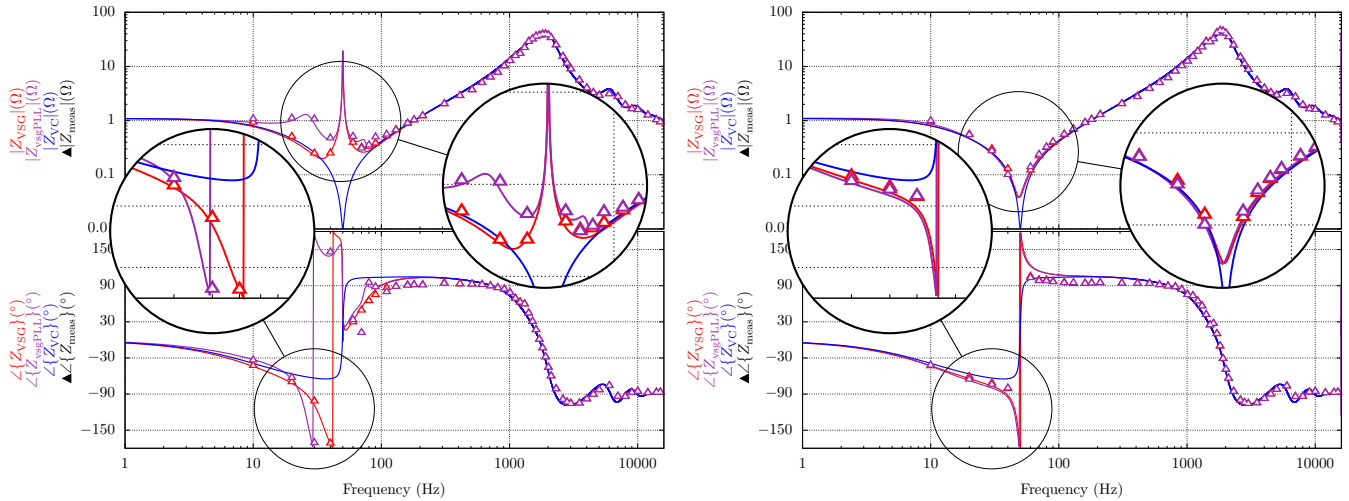 100
10
1
0.1
0.0
|Z_VSG|(Ω)
|Z_vsgPLL|(Ω)
|Z_VC|(Ω)
▲|Z_meas|(Ω)
150
90
30
−30
−90
−150
∠{Z_VSG}(°)
∠{Z_vsgPLL}(°)
∠{Z_VC}(°)
▲∠{Z_meas}(°)
1 10 100 1000 10000
Frequency (Hz)
100
10
1
0.1
0.0
|Z_VSG|(Ω)
|Z_vsgPLL|(Ω)
|Z_VC|(Ω)
▲|Z_meas|(Ω)
150
90
30
−30
−90
−150
∠{Z_VSG}(°)
∠{Z_vsgPLL}(°)
∠{Z_VC}(°)
▲∠{Z_meas}(°)
1 10 100 1000 10000
Frequency (Hz)